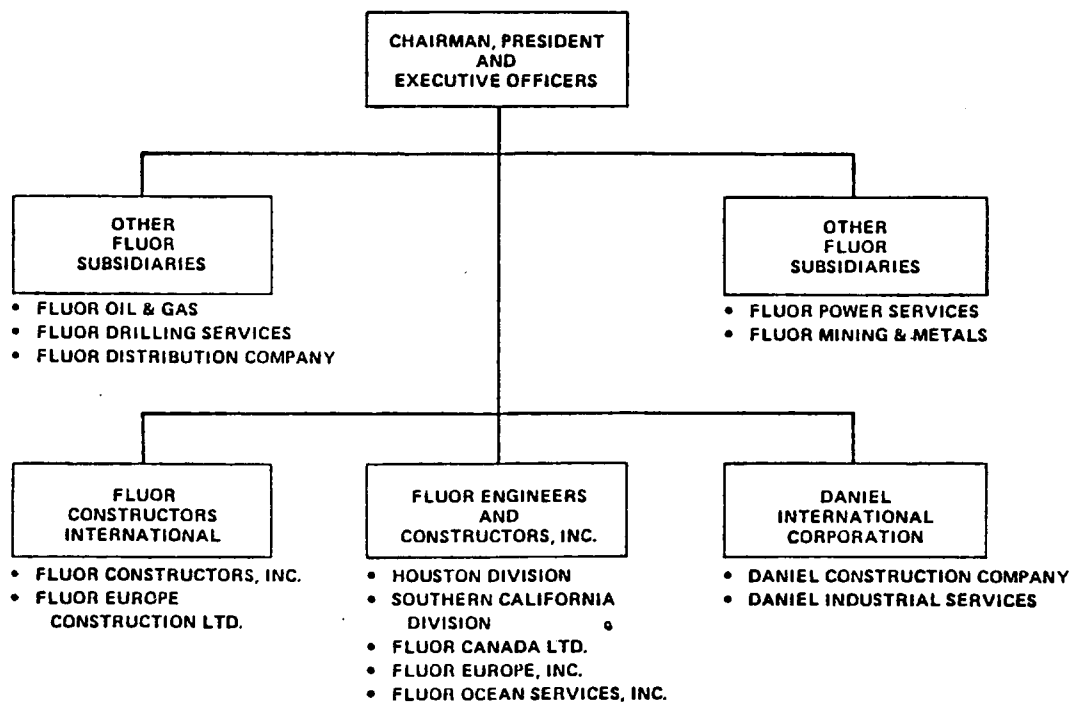 CHAIRMAN, PRESIDENT
AND
EXECUTIVE OFFICERS
OTHER
FLUOR
SUBSIDIARIES
• FLUOR OIL & GAS
• FLUOR DRILLING SERVICES
• FLUOR DISTRIBUTION COMPANY
OTHER
FLUOR
SUBSIDIARIES
• FLUOR POWER SERVICES
• FLUOR MINING & METALS
FLUOR
CONSTRUCTORS
INTERNATIONAL
• FLUOR CONSTRUCTORS, INC.
• FLUOR EUROPE
CONSTRUCTION LTD.
FLUOR ENGINEERS
AND
CONSTRUCTORS, INC.
• HOUSTON DIVISION
• SOUTHERN CALIFORNIA
DIVISION
• FLUOR CANADA LTD.
• FLUOR EUROPE, INC.
• FLUOR OCEAN SERVICES, INC.
DANIEL
INTERNATIONAL
CORPORATION
• DANIEL CONSTRUCTION COMPANY
• DANIEL INDUSTRIAL SERVICES